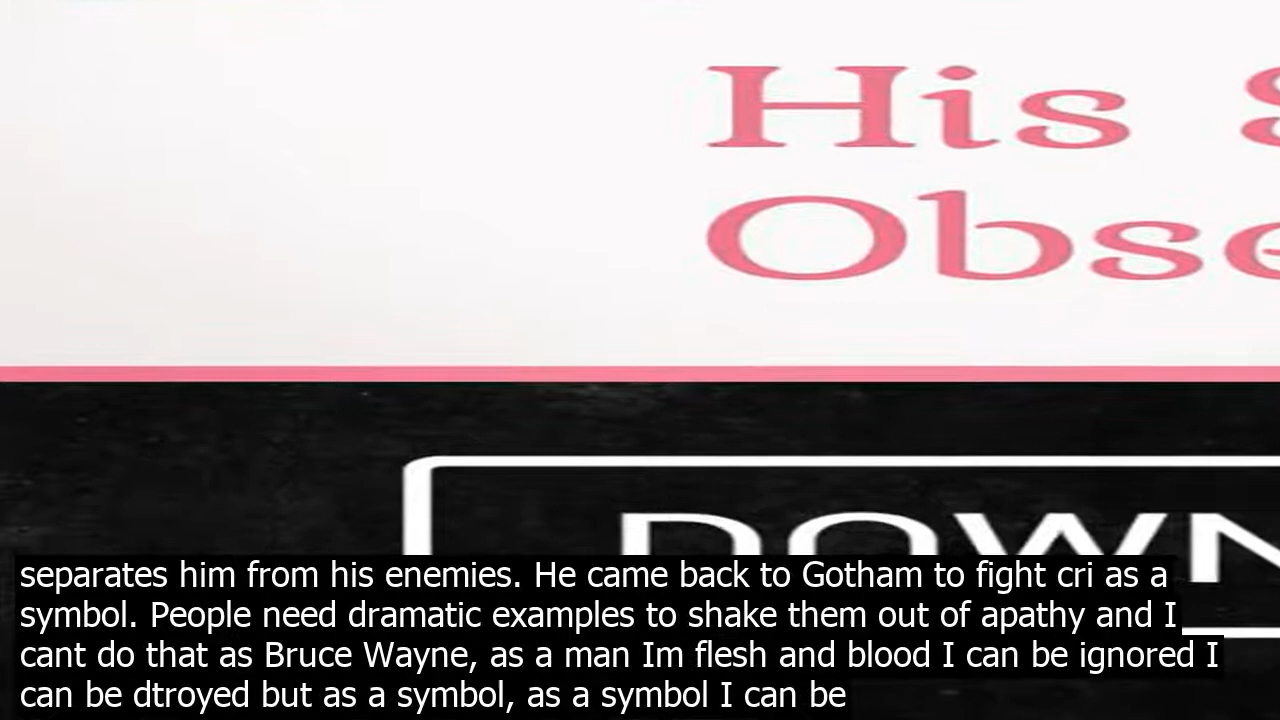 His
Obse
DOWN
separates him from his enemies. He came back to Gotham to fight cri as a
symbol. People need dramatic examples to shake them out of apathy and I
cant do that as Bruce Wayne, as a man Im flesh and blood I can be ignored I
can be dtroyed but as a symbol, as a symbol I can be